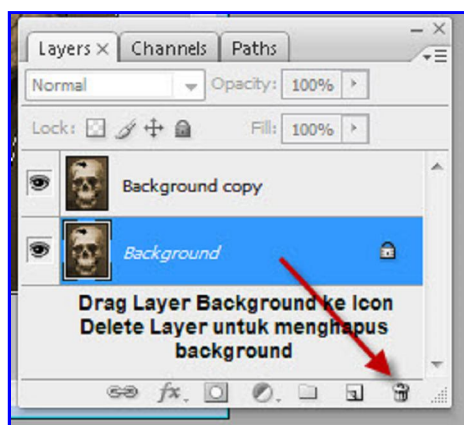 Layers × Channels Paths
Normal Opacity: 100%
Lock: Fill: 100%
Background copy
Background
Drag Layer Background ke Icon
Delete Layer untuk menghapus
background
fx.